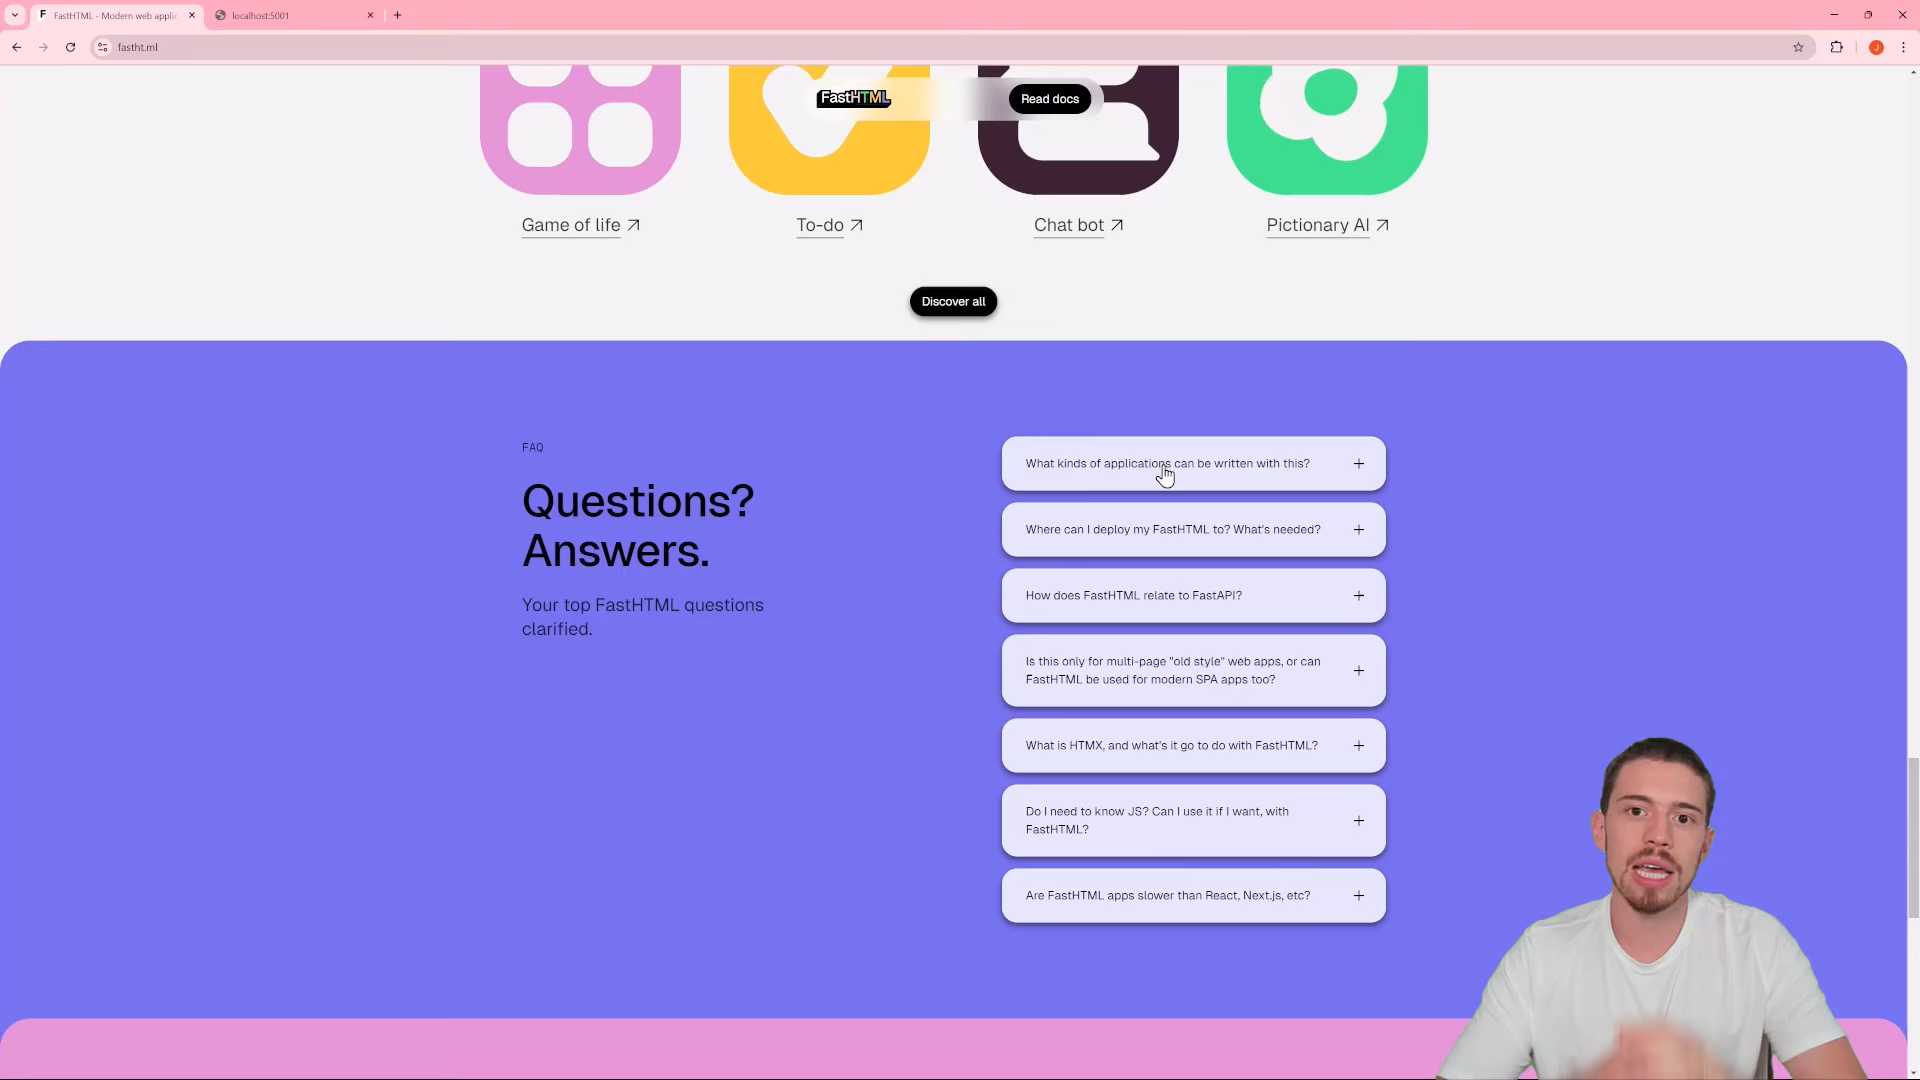 F FastHTML - Modern web applic
localhost:5001
fastht.ml
J
FastHTML
Read docs
Game of life
To-do
Chat bot
Pictionary AI
Discover all
FAQ
Questions?
Answers.
Your top FastHTML questions
clarified.
What kinds of applications can be written with this?
Where can I deploy my FastHTML to? What's needed?
How does FastHTML relate to FastAPI?
Is this only for multi-page "old style" web apps, or can
FastHTML be used for modern SPA apps too?
What is HTMX, and what's it go to do with FastHTML?
Do I need to know JS? Can I use it if I want, with
FastHTML?
Are FastHTML apps slower than React, Next.js, etc?